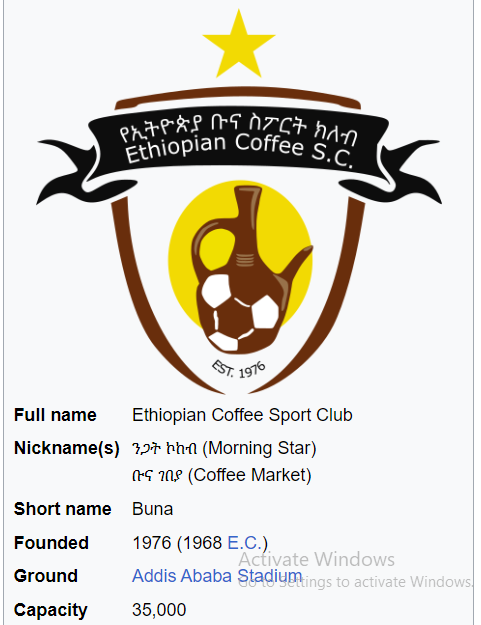 የኢትዮጵያ ቡና ስፖርት ክለብ
Ethiopian Coffee S.C.
EST. 1976
Full name Ethiopian Coffee Sport Club
Nickname(s) ንጋት ኮከብ (Morning Star)
ቡና ገበያ (Coffee Market)
Short name Buna
Founded 1976 (1968 E.C.)
Activate Windows
Ground Addis Ababa Stadium
Go to Settings to activate Windows.
Capacity 35,000